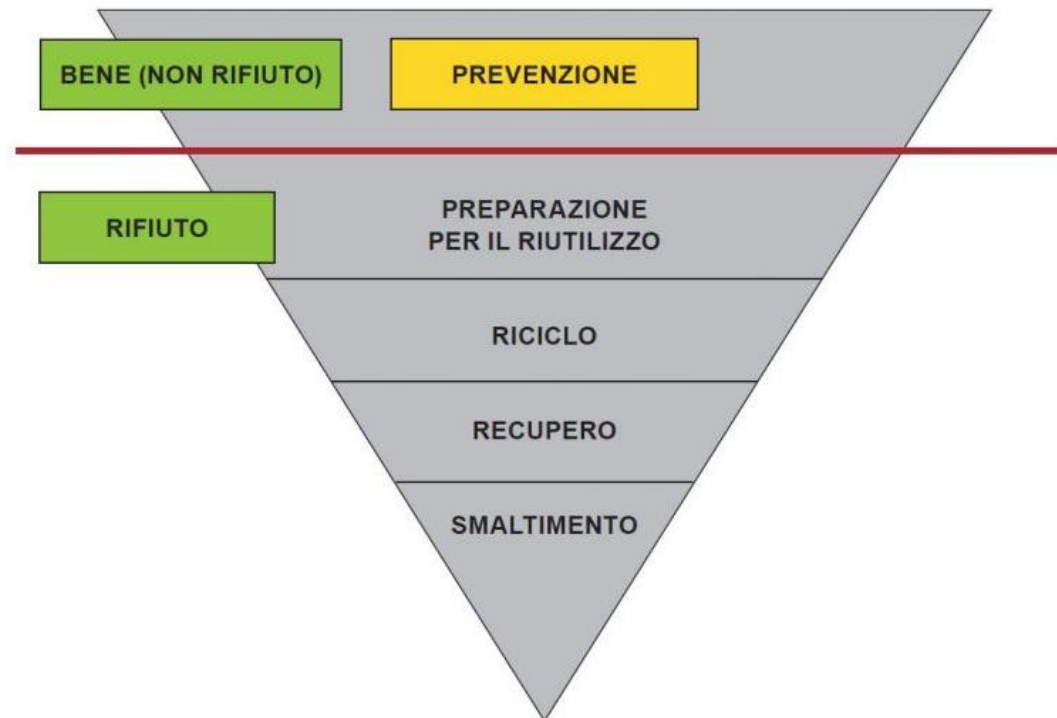 BENE (NON RIFIUTO)
PREVENZIONE
RIFIUTO
PREPARAZIONE
PER IL RIUTILIZZO
RICICLO
RECUPERO
SMALTIMENTO